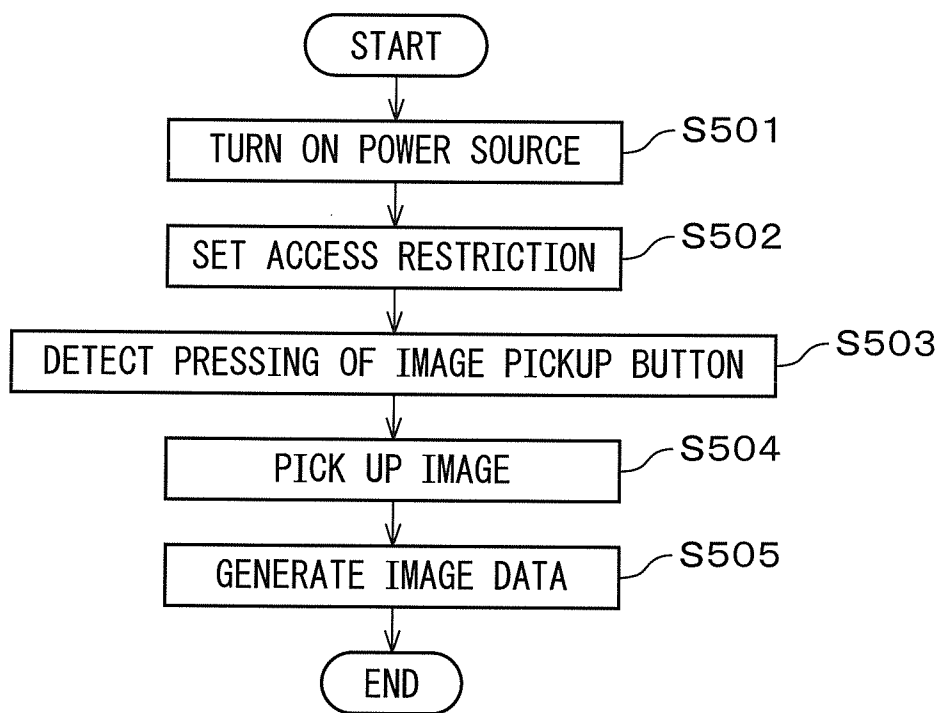 START
TURN ON POWER SOURCE
S501
SET ACCESS RESTRICTION
S502
DETECT PRESSING OF IMAGE PICKUP BUTTON
S503
PICK UP IMAGE
S504
GENERATE IMAGE DATA
S505
END